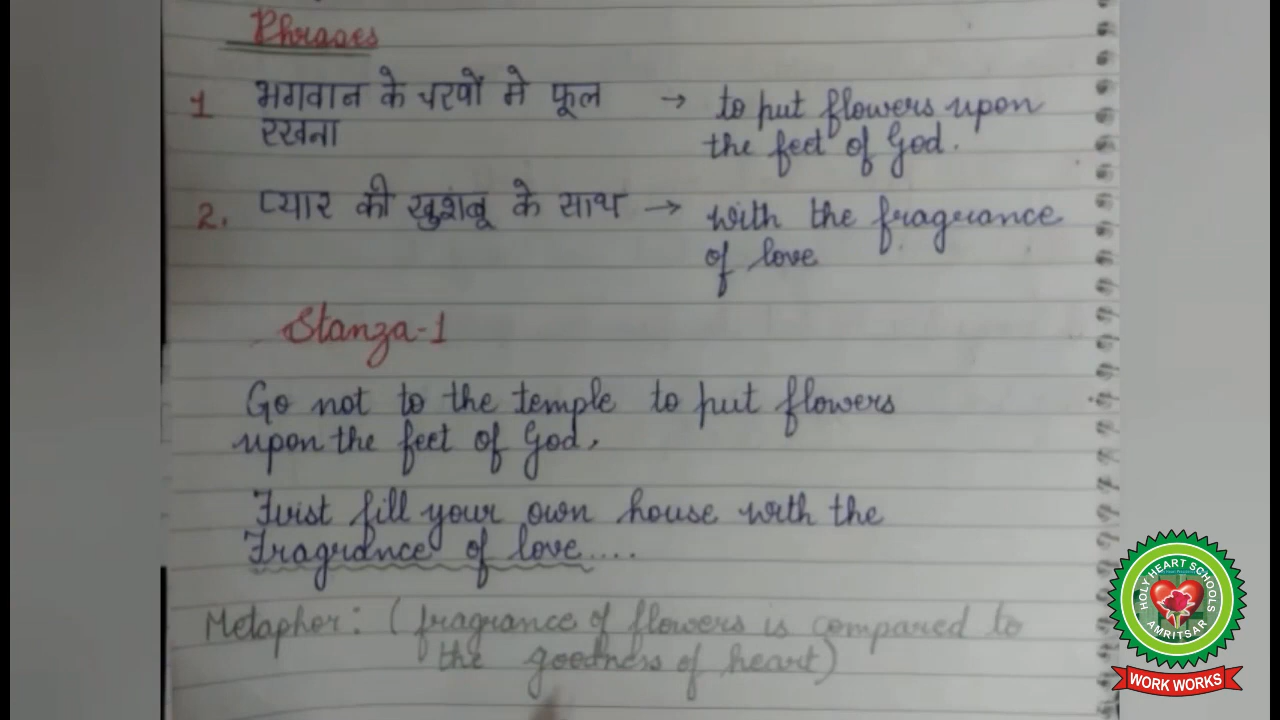 Phrases
1 भगवान के चरणों मे फूल → to put flowers upon
रखना the feet of God.
2. प्यार की खुशबू के साथ → with the fragrance
of love
Stanza-1
Go not to the temple to put flowers
upon the feet of God,
First fill your own house with the
Fragrance of love....
Metaphor: (fragrance of flowers is compared to
the goodness of heart)
HOLY HEART SCHOOLS
AMRITSAR
WORK WORKS